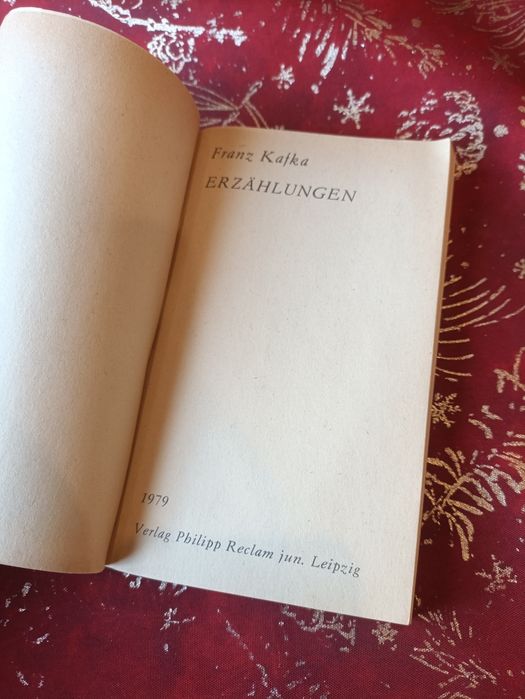 Franz Kafka
ERZÄHLUNGEN
1979
Verlag Philipp Reclam jun. Leipzig